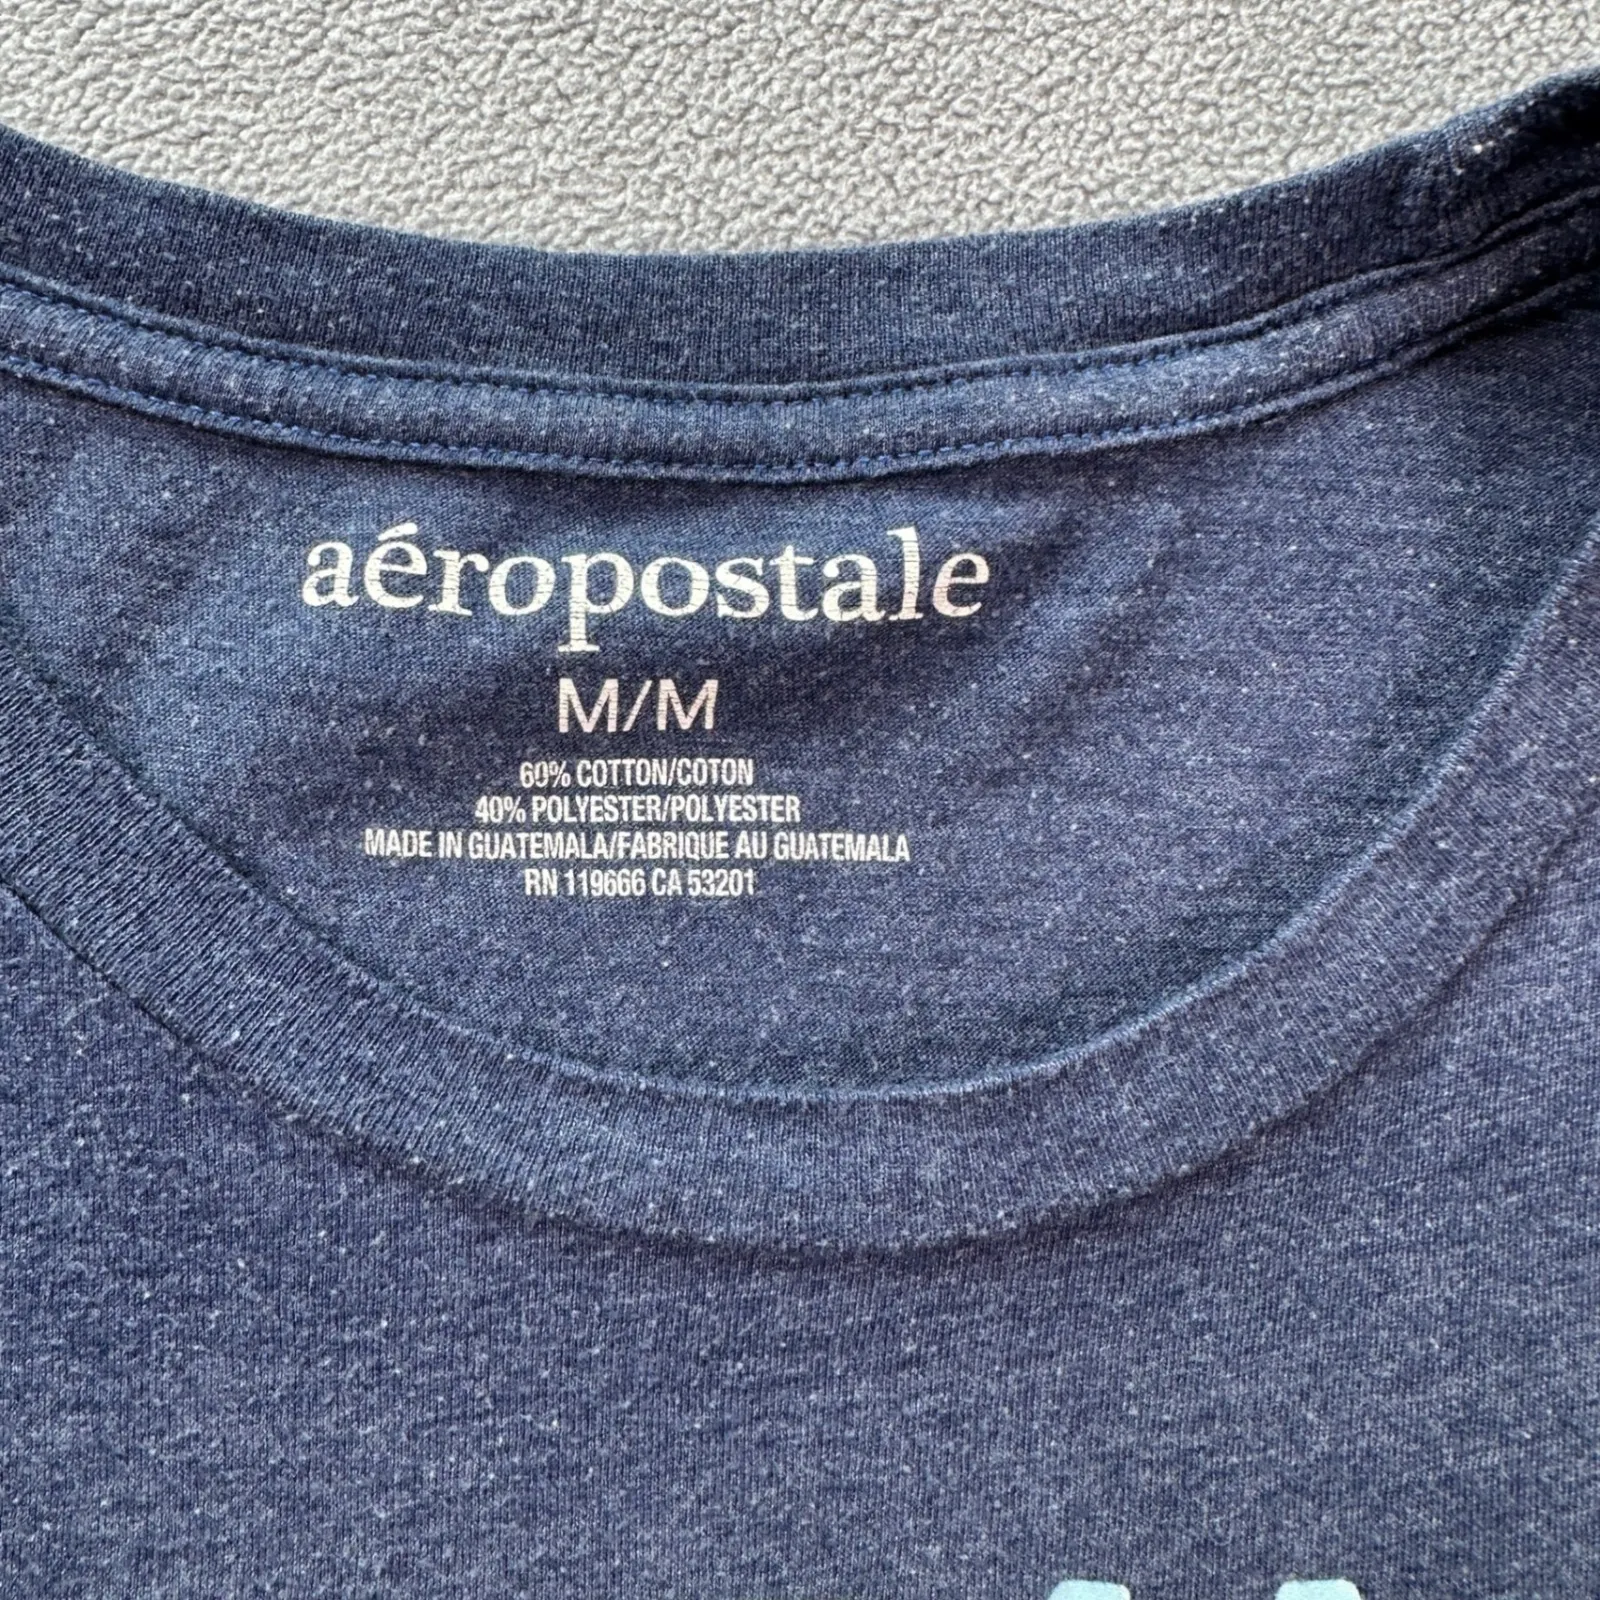 aéropostale
M/M
60% COTTON/COTON
40% POLYESTER/POLYESTER
MADE IN GUATEMALA/FABRIQUE AU GUATEMALA
RN 119666 CA 53201